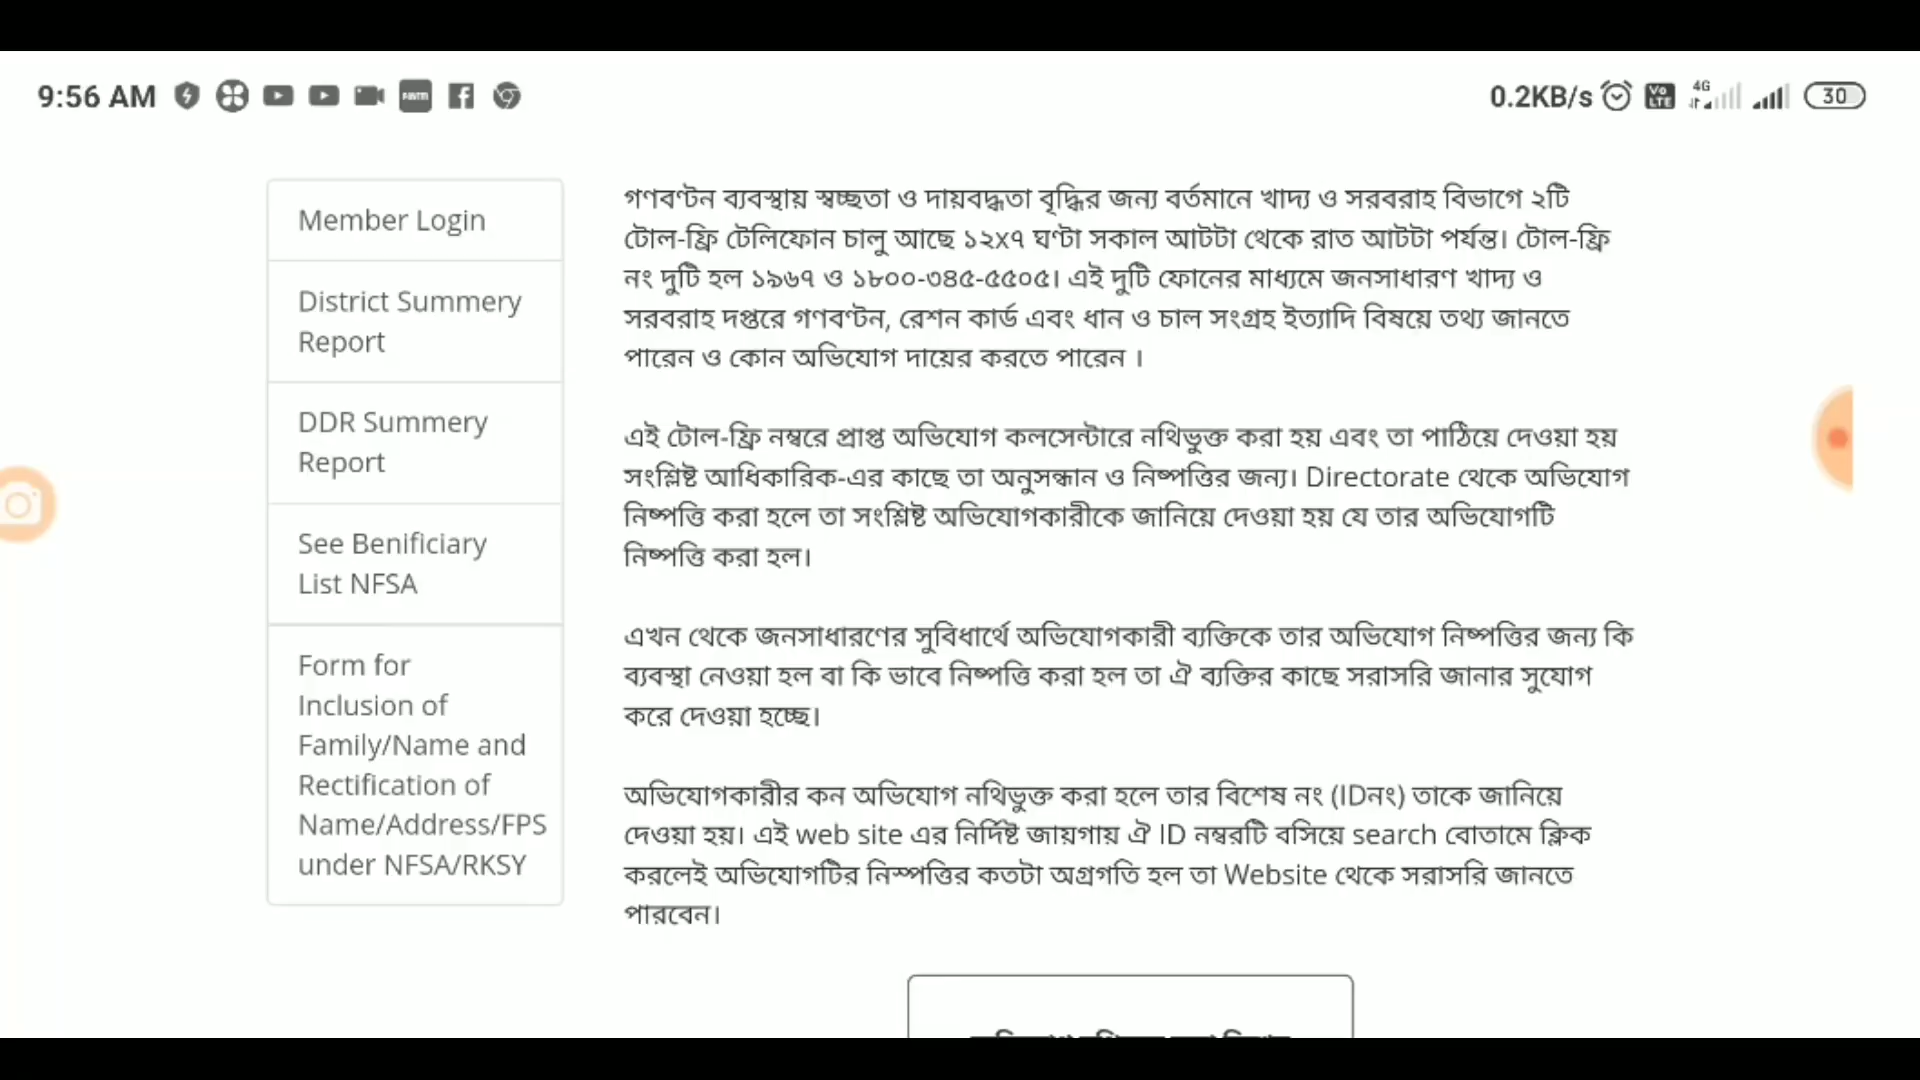 9:56 AM
0.2KB/s
Vo
LTE
4G
30
Paytm
Member Login
District Summery
Report
DDR Summery
Report
See Benificiary
List NFSA
Form for
Inclusion of
Family/Name and
Rectification of
Name/Address/FPS
under NFSA/RKSY
গণবণ্টন ব্যবস্থায় স্বচ্ছতা ও দায়বদ্ধতা বৃদ্ধির জন্য বর্তমানে খাদ্য ও সরবরাহ বিভাগে ২টি
টোল-ফ্রি টেলিফোন চালু আছে ১২x৭ ঘণ্টা সকাল আটটা থেকে রাত আটটা পর্যন্ত। টোল-ফ্রি
নং দুটি হল ১৯৬৭ ও ১৮০০-৩৪৫-৫৫০৫। এই দুটি ফোনের মাধ্যমে জনসাধারণ খাদ্য ও
সরবরাহ দপ্তরে গণবণ্টন, রেশন কার্ড এবং ধান ও চাল সংগ্রহ ইত্যাদি বিষয়ে তথ্য জানতে
পারেন ও কোন অভিযোগ দায়ের করতে পারেন ।
এই টোল-ফ্রি নম্বরে প্রাপ্ত অভিযোগ কলসেন্টারে নথিভুক্ত করা হয় এবং তা পাঠিয়ে দেওয়া হয়
সংশ্লিষ্ট আধিকারিক-এর কাছে তা অনুসন্ধান ও নিষ্পত্তির জন্য। Directorate থেকে অভিযোগ
নিষ্পত্তি করা হলে তা সংশ্লিষ্ট অভিযোগকারীকে জানিয়ে দেওয়া হয় যে তার অভিযোগটি
নিষ্পত্তি করা হল।
এখন থেকে জনসাধারণের সুবিধার্থে অভিযোগকারী ব্যক্তিকে তার অভিযোগ নিষ্পত্তির জন্য কি
ব্যবস্থা নেওয়া হল বা কি ভাবে নিষ্পত্তি করা হল তা ঐ ব্যক্তির কাছে সরাসরি জানার সুযোগ
করে দেওয়া হচ্ছে।
অভিযোগকারীর কন অভিযোগ নথিভুক্ত করা হলে তার বিশেষ নং (IDনং) তাকে জানিয়ে
দেওয়া হয়। এই web site এর নির্দিষ্ট জায়গায় ঐ ID নম্বরটি বসিয়ে search বোতামে ক্লিক
করলেই অভিযোগটির নিস্পত্তির কতটা অগ্রগতি হল তা Website থেকে সরাসরি জানতে
পারবেন।